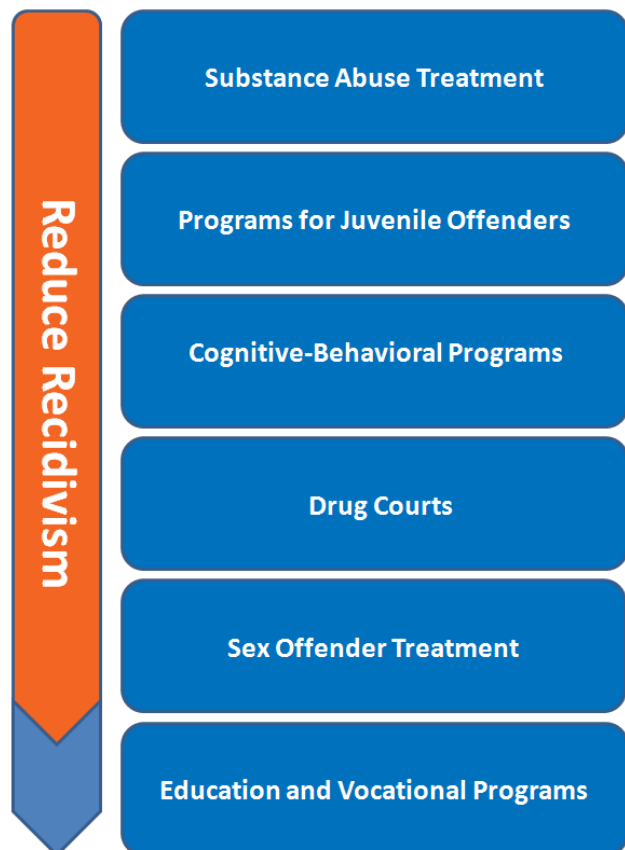 Reduce Recidivism
Substance Abuse Treatment
Programs for Juvenile Offenders
Cognitive-Behavioral Programs
Drug Courts
Sex Offender Treatment
Education and Vocational Programs